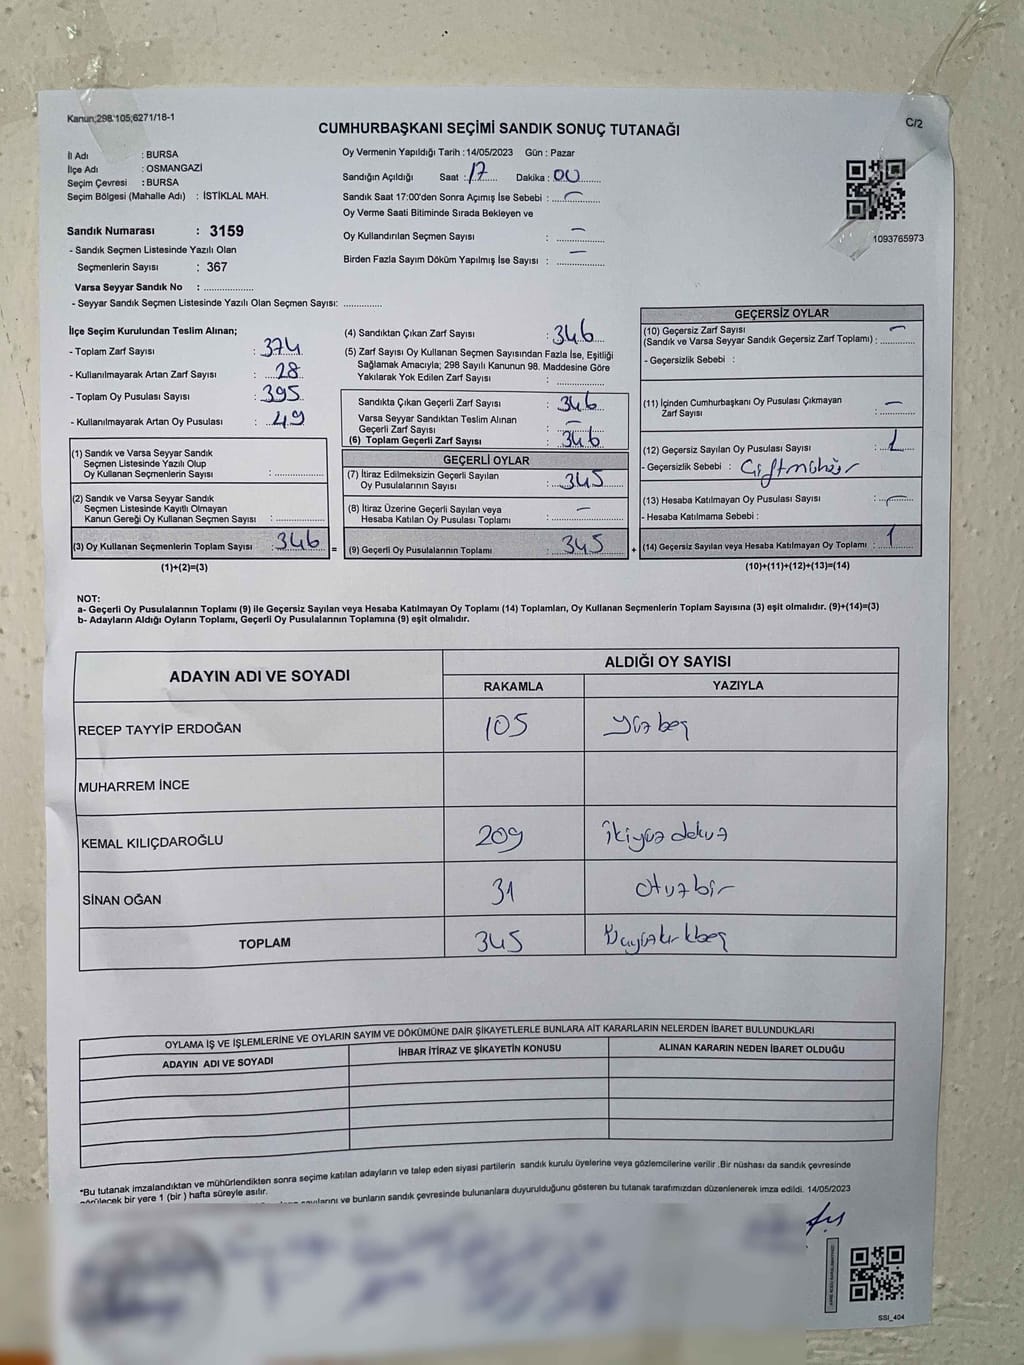 Kanun;298.105;6271/18-1
C/2
CUMHURBAŞKANI SEÇİMİ SANDIK SONUÇ TUTANAĞI
İl Adı : BURSA
İlçe Adı : OSMANGAZİ
Seçim Çevresi : BURSA
Seçim Bölgesi (Mahalle Adı) : İSTİKLAL MAH.
Oy Vermenin Yapıldığı Tarih :14/05/2023 Gün : Pazar
Sandığın Açıldığı Saat : 17 Dakika : 00
Sandık Saat 17:00'den Sonra Açımış İse Sebebi : –
Oy Verme Saati Bitiminde Sırada Bekleyen ve
Oy Kullandırılan Seçmen Sayısı : –
Birden Fazla Sayım Döküm Yapılmış İse Sayısı : –
1093765973
Sandık Numarası : 3159
- Sandık Seçmen Listesinde Yazılı Olan
Seçmenlerin Sayısı : 367
Varsa Seyyar Sandık No : ..................
- Seyyar Sandık Seçmen Listesinde Yazılı Olan Seçmen Sayısı: ..............
İlçe Seçim Kurulundan Teslim Alınan;
- Toplam Zarf Sayısı : 374
- Kullanılmayarak Artan Zarf Sayısı : 28
- Toplam Oy Pusulası Sayısı : 395
- Kullanılmayarak Artan Oy Pusulası : 49
(1) Sandık ve Varsa Seyyar Sandık
Seçmen Listesinde Yazılı Olup
Oy Kullanan Seçmenlerin Sayısı :..................
(2) Sandık ve Varsa Seyyar Sandık
Seçmen Listesinde Kayıtlı Olmayan
Kanun Gereği Oy Kullanan Seçmen Sayısı :..................
(3) Oy Kullanan Seçmenlerin Toplam Sayısı : 346
(1)+(2)=(3)
=
(4) Sandıktan Çıkan Zarf Sayısı : 346
(5) Zarf Sayısı Oy Kullanan Seçmen Sayısından Fazla İse, Eşitliği
Sağlamak Amacıyla; 298 Sayılı Kanunun 98. Maddesine Göre
Yakılarak Yok Edilen Zarf Sayısı : ..................
Sandıkta Çıkan Geçerli Zarf Sayısı : 346
Varsa Seyyar Sandıktan Teslim Alınan
Geçerli Zarf Sayısı : –
(6) Toplam Geçerli Zarf Sayısı : 346
GEÇERLİ OYLAR
(7) İtiraz Edilmeksizin Geçerli Sayılan
Oy Pusulalarının Sayısı : 345
(8) İtiraz Üzerine Geçerli Sayılan veya
Hesaba Katılan Oy Pusulası Toplamı : –
(9) Geçerli Oy Pusulalarının Toplamı : 345
+
GEÇERSİZ OYLAR
(10) Geçersiz Zarf Sayısı
(Sandık ve Varsa Seyyar Sandık Geçersiz Zarf Toplamı) : –
- Geçersizlik Sebebi :
(11) İçinden Cumhurbaşkanı Oy Pusulası Çıkmayan
Zarf Sayısı : –
(12) Geçersiz Sayılan Oy Pusulası Sayısı : 1
- Geçersizlik Sebebi : Çift mühür
(13) Hesaba Katılmayan Oy Pusulası Sayısı : –
- Hesaba Katılmama Sebebi :
(14) Geçersiz Sayılan veya Hesaba Katılmayan Oy Toplamı : 1
(10)+(11)+(12)+(13)=(14)
NOT:
a- Geçerli Oy Pusulalarının Toplamı (9) ile Geçersiz Sayılan veya Hesaba Katılmayan Oy Toplamı (14) Toplamları, Oy Kullanan Seçmenlerin Toplam Sayısına (3) eşit olmalıdır. (9)+(14)=(3)
b- Adayların Aldığı Oyların Toplamı, Geçerli Oy Pusulalarının Toplamına (9) eşit olmalıdır.
ADAYIN ADI VE SOYADI
ALDIĞI OY SAYISI
RAKAMLA YAZIYLA
RECEP TAYYİP ERDOĞAN 105 yüz beş
MUHARREM İNCE
KEMAL KILIÇDAROĞLU 209 ikiyüz dokuz
SİNAN OĞAN 31 otuzbir
TOPLAM 345 Üçyüzkırkbeş
OYLAMA İŞ VE İŞLEMLERİNE VE OYLARIN SAYIM VE DÖKÜMÜNE DAİR ŞİKAYETLERLE BUNLARA AİT KARARLARIN NELERDEN İBARET BULUNDUKLARI
ADAYIN ADI VE SOYADI İHBAR İTİRAZ VE ŞİKAYETİN KONUSU ALINAN KARARIN NEDEN İBARET OLDUĞU
*Bu tutanak imzalandıktan ve mühürlendikten sonra seçime katılan adayların ve talep eden siyasi partilerin sandık kurulu üyelerine veya gözlemcilerine verilir .Bir nüshası da sandık çevresinde
görülecek bir yere 1 (bir ) hafta süreyle asılır.
ve bunların sandık çevresinde bulunanlara duyurulduğunu gösteren bu tutanak tarafımızdan düzenlenerek imza edildi. 14/05/2023
SSI_404